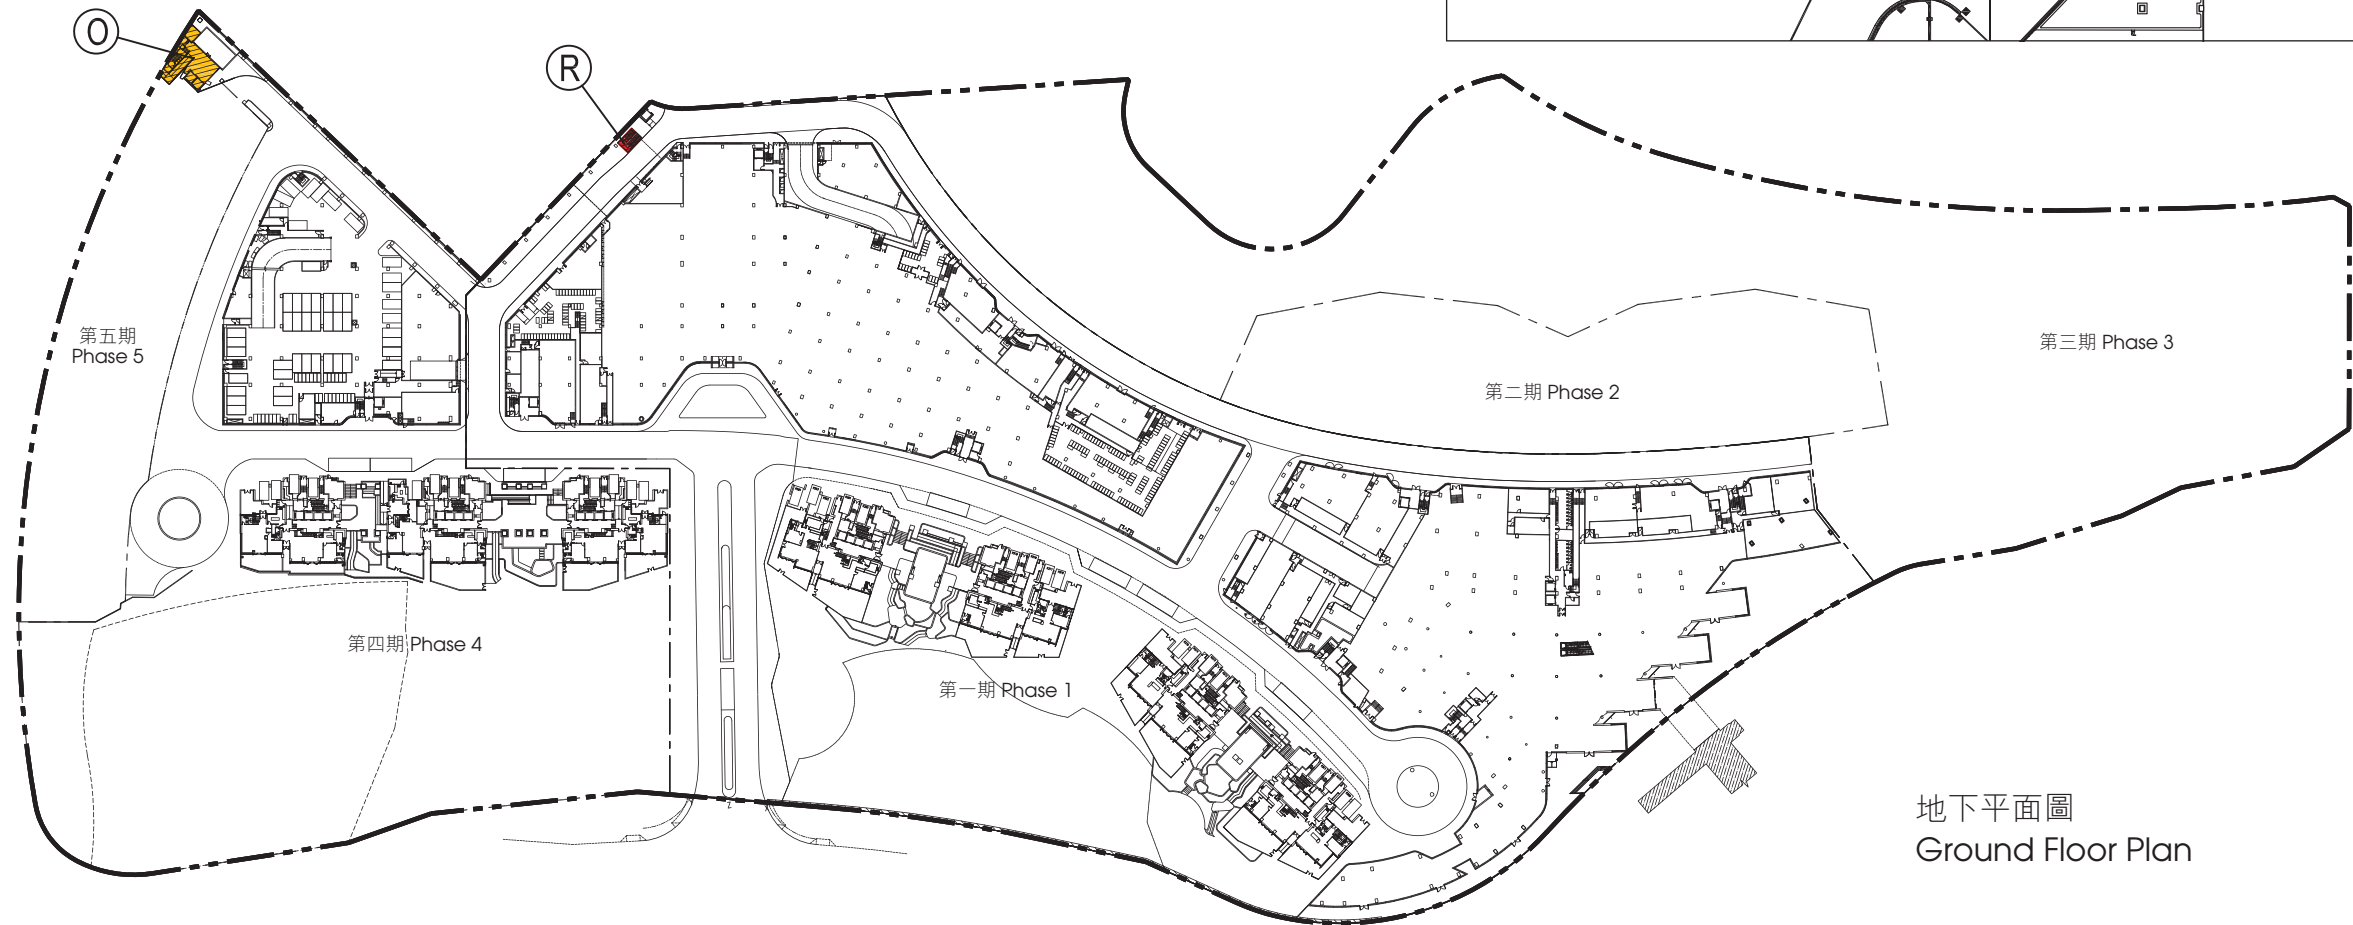 O
R
第五期
Phase 5
第三期 Phase 3
第二期 Phase 2
第四期 Phase 4
第一期 Phase 1
地下平面圖
Ground Floor Plan